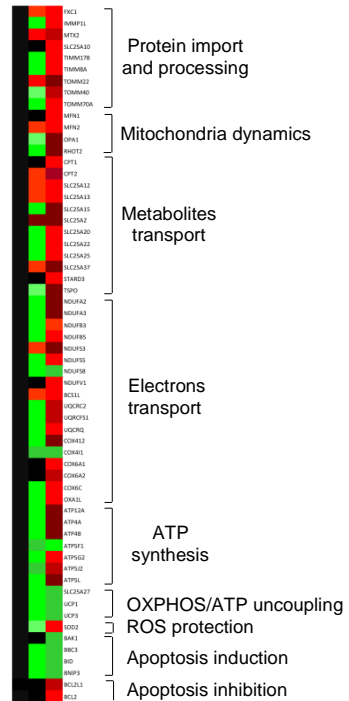 FXC1
IMMP1L
MTX2
SLC25A10
TIMM17B
TIMM8A
TOMM22
TOMM40
TOMM70A
Protein import
and processing
MFN1
MFN2
OPA1
RHOT2
Mitochondria dynamics
CPT1
CPT2
SLC25A12
SLC25A13
SLC25A15
SLC25A2
SLC25A20
SLC25A22
SLC25A25
SLC25A37
STARD3
TSPO
Metabolites
transport
NDUFA2
NDUFA3
NDUFB3
NDUFB5
NDUFS3
NDUFS5
NDUFS8
NDUFV1
BCS1L
UQCRC2
UQRCFS1
UQCRQ
COX412
COX4I1
COX6A1
COX6A2
COX6C
OXA1L
Electrons
transport
ATP12A
ATP4A
ATP4B
ATP5F1
ATP5G2
ATP5J2
ATP5L
ATP
synthesis
SLC25A27
UCP1
UCP3
OXPHOS/ATP uncoupling
SOD2
ROS protection
BAK1
BBC3
BID
BNIP3
Apoptosis induction
BCL2L1
BCL2
Apoptosis inhibition